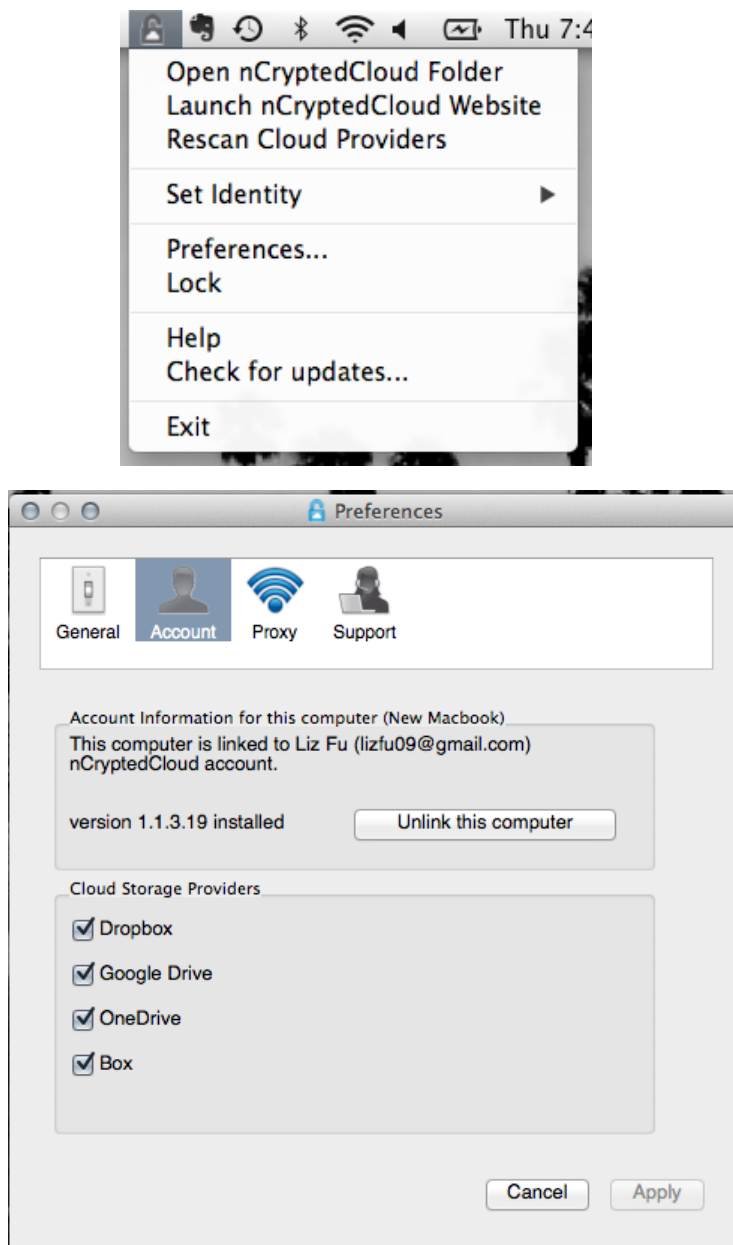 Thu 7:4
Open nCryptedCloud Folder
Launch nCryptedCloud Website
Rescan Cloud Providers
Set Identity
Preferences...
Lock
Help
Check for updates...
Exit
Preferences
General Account Proxy Support
Account Information for this computer (New Macbook)
This computer is linked to Liz Fu (lizfu09@gmail.com)
nCryptedCloud account.
version 1.1.3.19 installed Unlink this computer
Cloud Storage Providers
Dropbox
Google Drive
OneDrive
Box
Cancel Apply